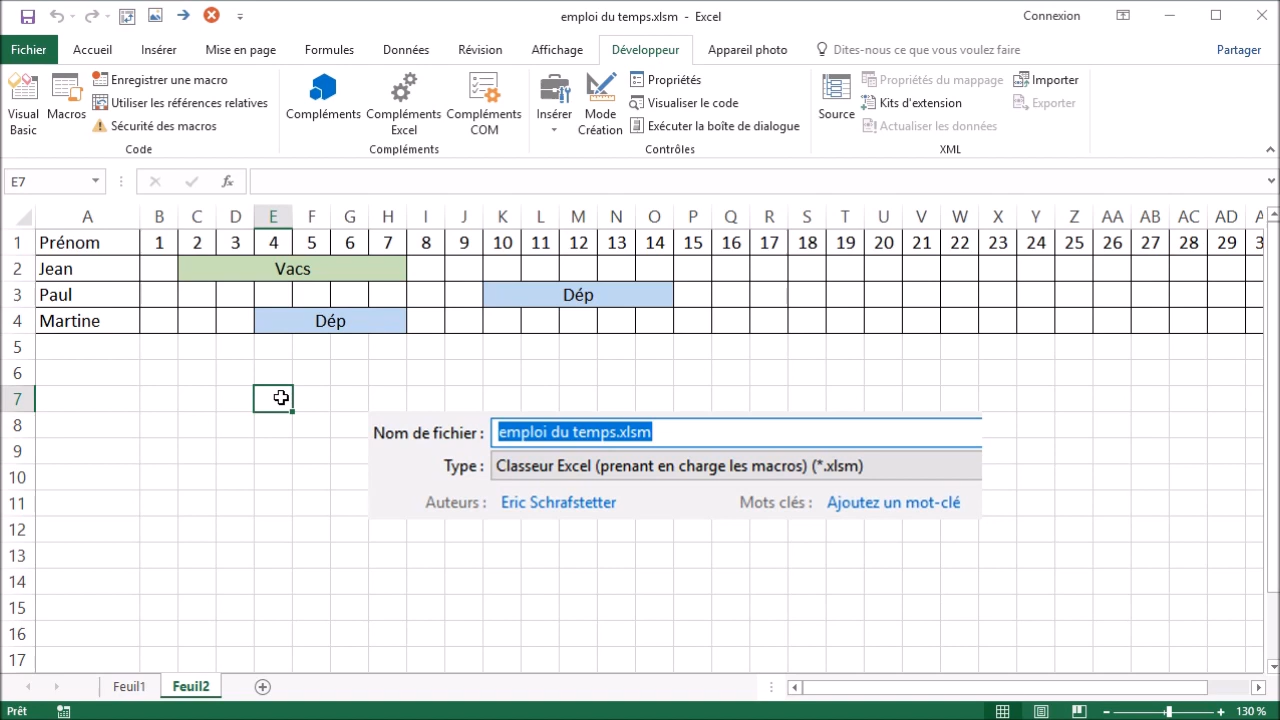 emploi du temps.xlsm - Excel
Connexion
Fichier Accueil Insérer Mise en page Formules Données Révision Affichage Développeur Appareil photo Dites-nous ce que vous voulez faire Partager
Visual Basic
Macros
Enregistrer une macro
Utiliser les références relatives
Sécurité des macros
Code
Compléments
Compléments Excel
Compléments COM
Compléments
Insérer
Mode Création
Propriétés
Visualiser le code
Exécuter la boîte de dialogue
Contrôles
Source
Propriétés du mappage
Kits d'extension
Actualiser les données
Importer
Exporter
XML
E7 fx
A B C D E F G H I J K L M N O P Q R S T U V W X Y Z AA AB AC AD
1 Prénom 1 2 3 4 5 6 7 8 9 10 11 12 13 14 15 16 17 18 19 20 21 22 23 24 25 26 27 28 29
2 Jean Vacs
3 Paul Dép
4 Martine Dép
5
6
7
8
9
10
11
12
13
14
15
16
17
Nom de fichier : emploi du temps.xlsm
Type : Classeur Excel (prenant en charge les macros) (*.xlsm)
Auteurs : Eric Schrafstetter Mots clés : Ajoutez un mot-clé
Feuil1 Feuil2
Prêt 130 %